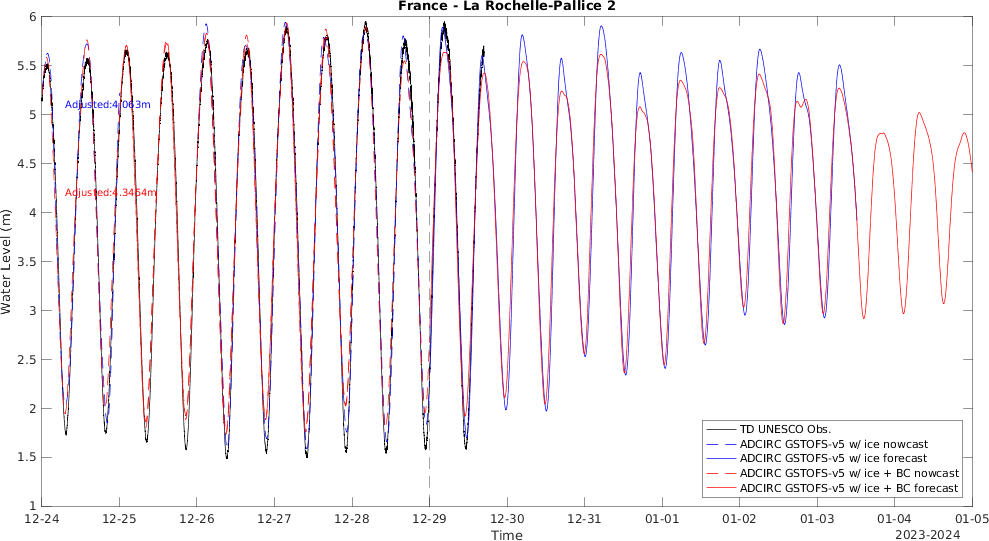 France - La Rochelle-Pallice 2
6
5.5
5
4.5
4
3.5
3
2.5
2
1.5
1
Water Level (m)
Adjusted:4.063m
Adjusted:4.3464m
TD UNESCO Obs.
ADCIRC GSTOFS-v5 w/ ice nowcast
ADCIRC GSTOFS-v5 w/ ice forecast
ADCIRC GSTOFS-v5 w/ ice + BC nowcast
ADCIRC GSTOFS-v5 w/ ice + BC forecast
12-24 12-25 12-26 12-27 12-28 12-29 12-30 12-31 01-01 01-02 01-03 01-04 01-05
Time
2023-2024